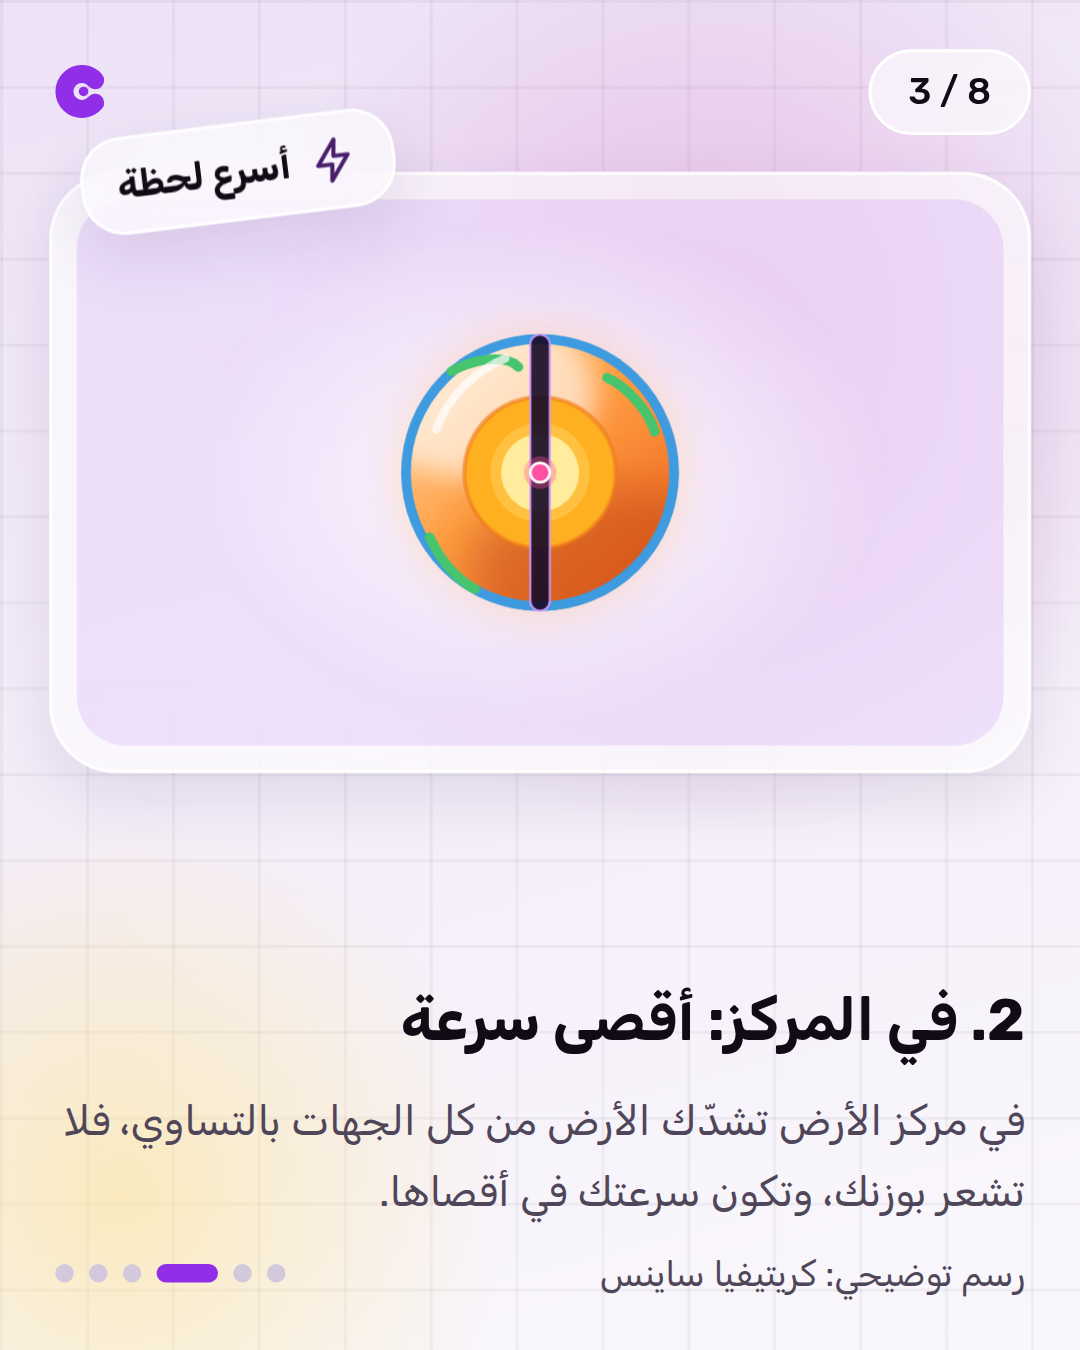 3 / 8
أسرع لحظة
2. في المركز: أقصى سرعة
في مركز الأرض تشدّك الأرض من كل الجهات بالتساوي، فلا
تشعر بوزنك، وتكون سرعتك في أقصاها.
رسم توضيحي: كريتيفيا ساينس